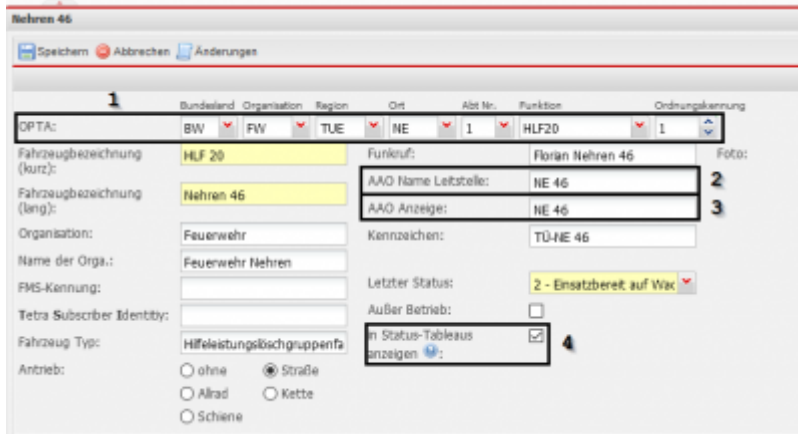 Nehren 46
Speichern Abbrechen Änderungen
1
Bundesland Organisation Region Ort Abt Nr. Funktion Ordnungskennung
OPTA: BW FW TUE NE 1 HLF20 1
Fahrzeugbezeichnung (kurz): HLF 20
Funkruf: Florian Nehren 46
Foto:
AAO Name Leitstelle: NE 46 2
Fahrzeugbezeichnung (lang): Nehren 46
AAO Anzeige: NE 46 3
Organisation: Feuerwehr
Kennzeichen: TÜ-NE 46
Name der Orga.: Feuerwehr Nehren
FMS-Kennung:
Letzter Status: 2 - Einsatzbereit auf Wac
Tetra Subscriber Identitiy:
Außer Betrieb:
Fahrzeug Typ: Hilfeleistungslöschgruppenfa
in Status-Tableaus anzeigen : 4
Antrieb: ohne Straße
Allrad Kette
Schiene